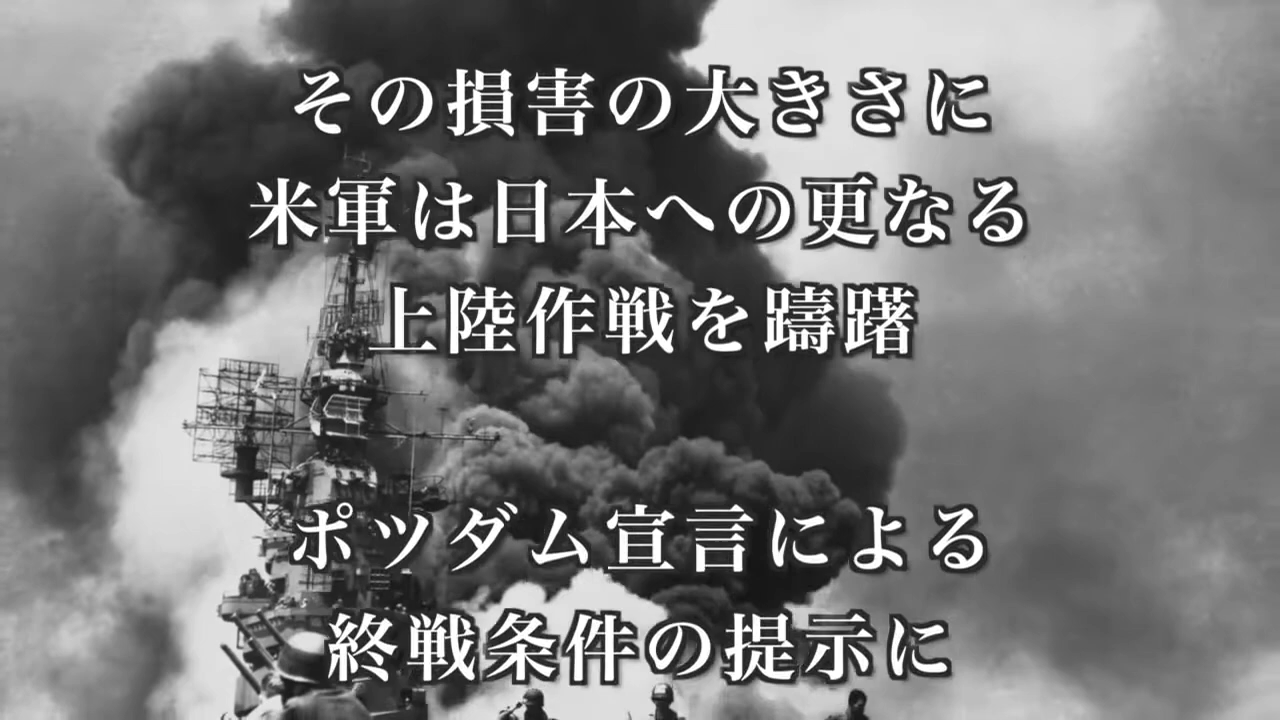 その損害の大きさに
米軍は日本への更なる
上陸作戦を躊躇
ポツダム宣言による
終戦条件の提示に